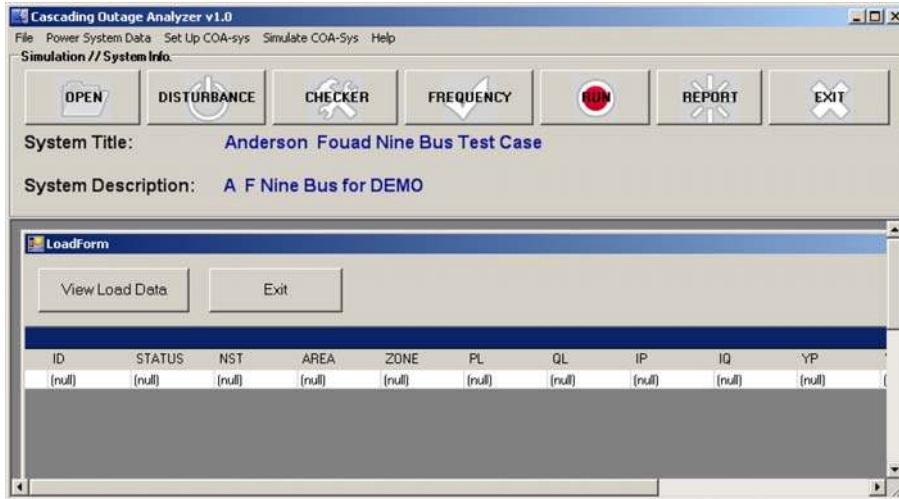 Cascading Outage Analyzer v1.0
File Power System Data Set Up COA-sys Simulate COA-Sys Help
Simulation // System Info.
OPEN DISTURBANCE CHECKER FREQUENCY RUN REPORT EXIT
System Title: Anderson Fouad Nine Bus Test Case
System Description: A F Nine Bus for DEMO
LoadForm
View Load Data Exit
ID STATUS NST AREA ZONE PL QL IP IQ YP
(null) (null) (null) (null) (null) (null) (null) (null) (null) (null)